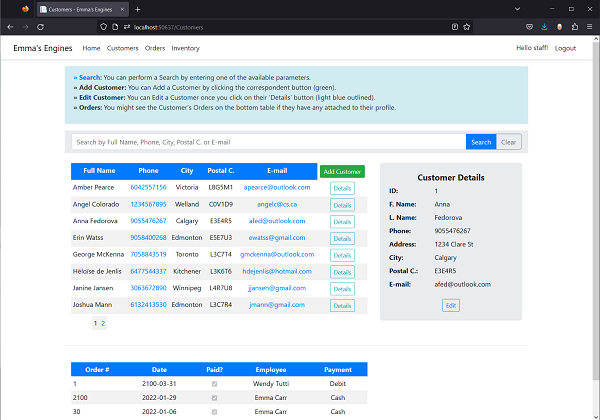 Customers - Emma's Engines
localhost:50637/Customers
Emma's Engines Home Customers Orders Inventory Hello staff! Logout
» Search: You can perform a Search by entering one of the available parameters.
» Add Customer: You can Add a Customer by clicking the correspondent button (green).
» Edit Customer: You can Edit a Customer once you click on their 'Details' button (light blue outlined).
» Orders: You might see the Customer's Orders on the bottom table if they have any attached to their profile.
Search by Full Name, Phone, City, Postal C. or E-mail Search Clear
Full Name Phone City Postal C. E-mail Add Customer
Amber Pearce 6042557156 Victoria L8G5M1 apearce@outlook.com Details
Angel Colorado 1234567895 Welland C0V1D9 angelc@cs.ca Details
Anna Fedorova 9055476267 Calgary E3E4R5 afed@outlook.com Details
Erin Watss 9058400268 Edmonton E5E7U3 ewatss@gmail.com Details
George McKenna 7058843519 Toronto L3C7T4 gmckenna@outlook.com Details
Héloïse de Jenlis 6477544337 Kitchener L3K6T6 hdejenlis@hotmail.com Details
Janine Jansen 3063672890 Winnipeg L4R7U8 jjansen@gmail.com Details
Joshua Mann 6132413530 Edmonton L3C7R4 jmann@gmail.com Details
1 2
Customer Details
ID: 1
F. Name: Anna
L. Name: Fedorova
Phone: 9055476267
Address: 1234 Clare St
City: Calgary
Postal C.: E3E4R5
E-mail: afed@outlook.com
Edit
Order # Date Paid? Employee Payment
1 2100-03-31 Wendy Tutti Debit
2100 2022-01-29 Emma Carr Cash
30 2022-01-06 Emma Carr Cash